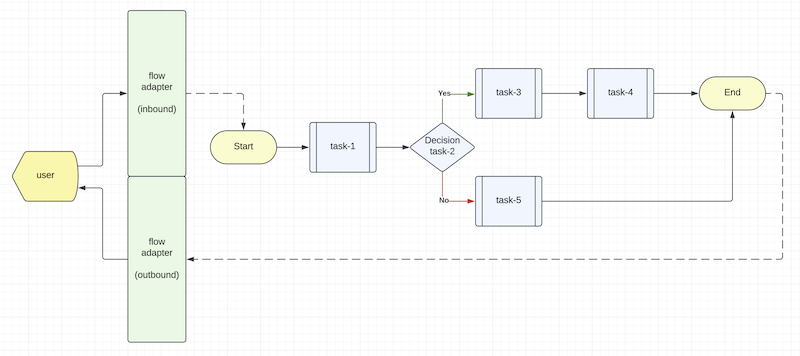 flow
adapter
(inbound)
Yes
task-3
task-4
End
Start
task-1
Decision
task-2
user
No
task-5
flow
adapter
(outbound)